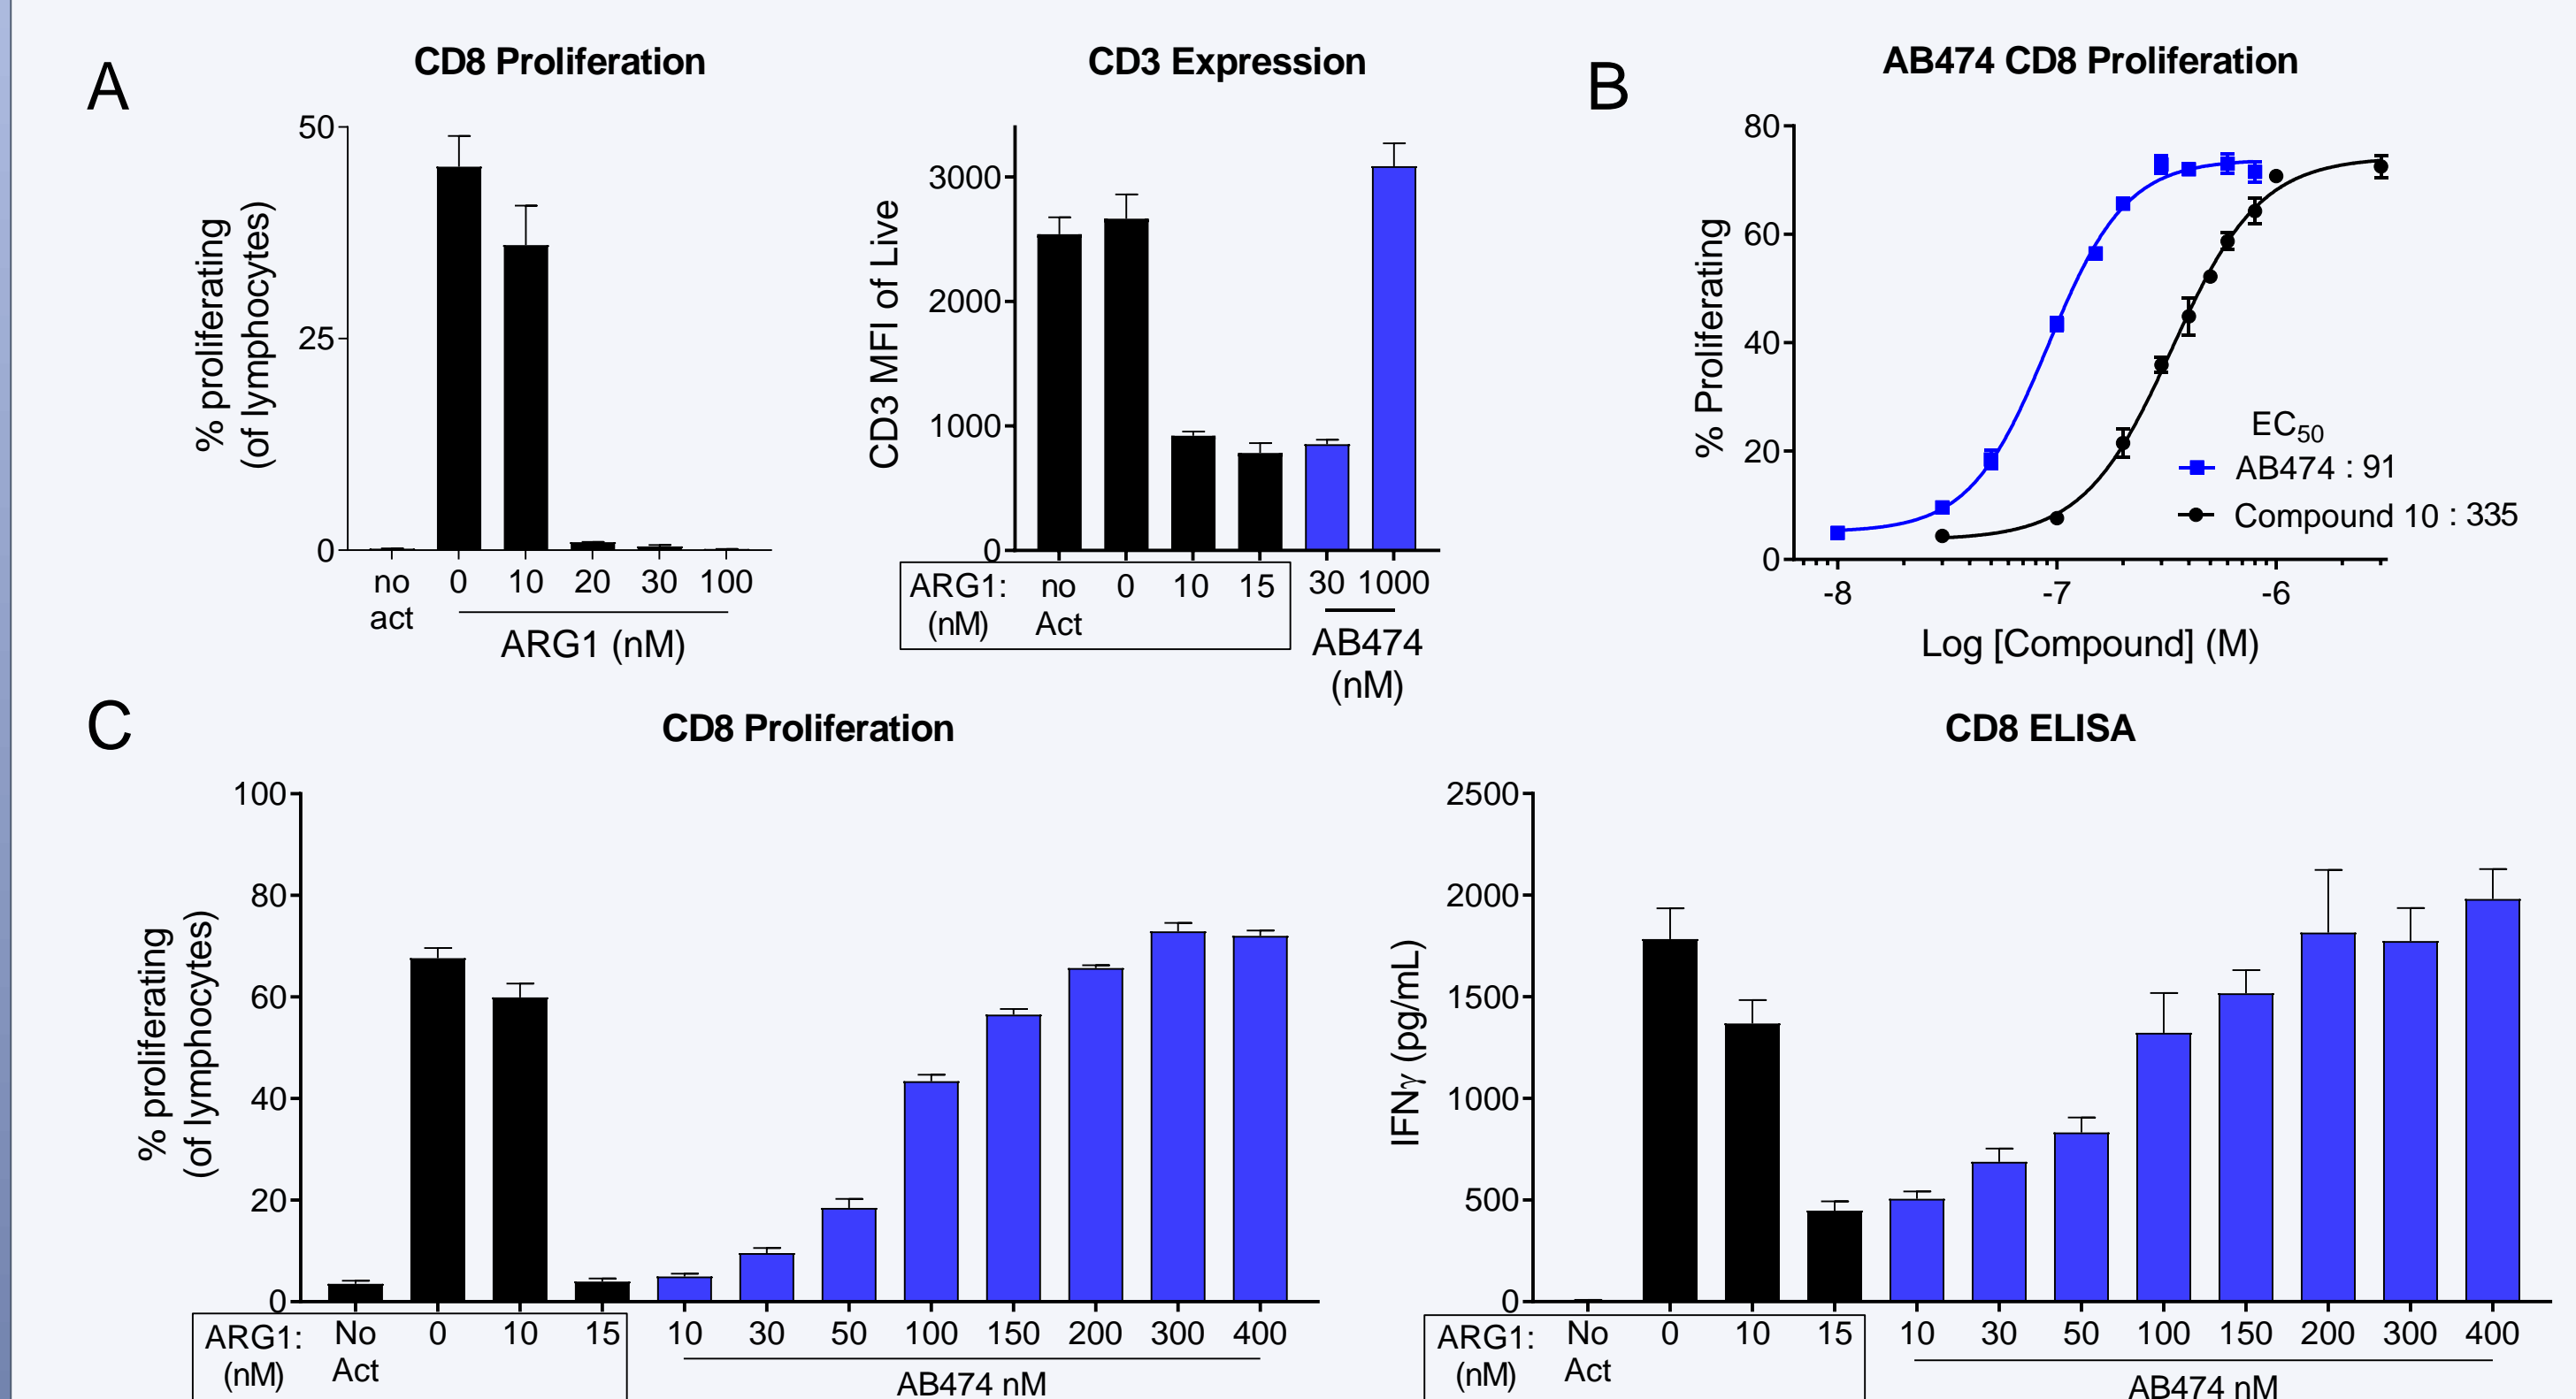 A
CD8 Proliferation
% proliferating
(of lymphocytes)
50
25
0
no
act
0
10
20
30
100
ARG1 (nM)
CD3 Expression
CD3 MFI of Live
3000
2000
1000
0
ARG1:
(nM)
no
Act
0
10
15
30
1000
AB474
(nM)
B
AB474 CD8 Proliferation
% Proliferating
80
60
40
20
0
EC50
AB474 : 91
Compound 10 : 335
-8
-7
-6
Log [Compound] (M)
C
CD8 Proliferation
% proliferating
(of lymphocytes)
100
80
60
40
20
0
ARG1:
(nM)
No
Act
0
10
15
10
30
50
100
150
200
300
400
AB474 nM
CD8 ELISA
IFNγ (pg/mL)
2500
2000
1500
1000
500
0
ARG1:
(nM)
No
Act
0
10
15
10
30
50
100
150
200
300
400
AB474 nM